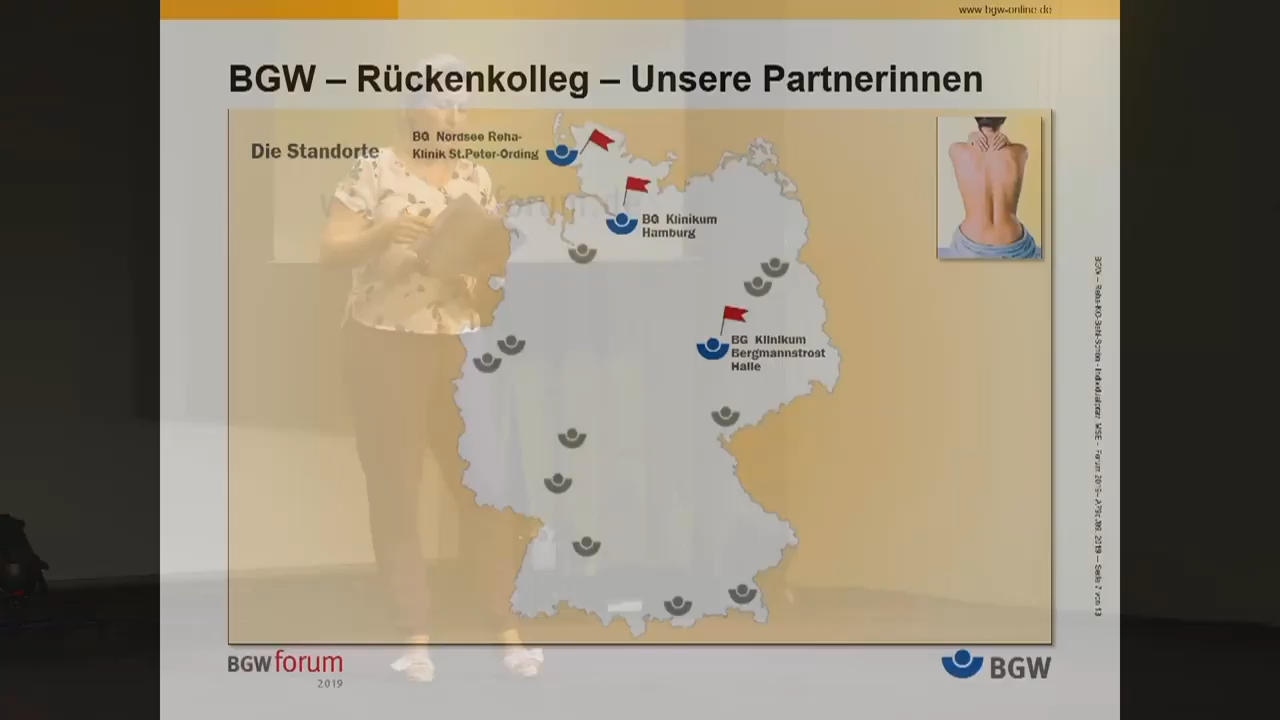 www bgw-online de
BGW – Rückenkolleg – Unsere Partnerinnen
Die Standorte
BG Nordsee Reha-
Klinik St.Peter-Ording
BG Klinikum
Hamburg
BG Klinikum
Bergmannstrost
Halle
BGW forum
2019
BGW